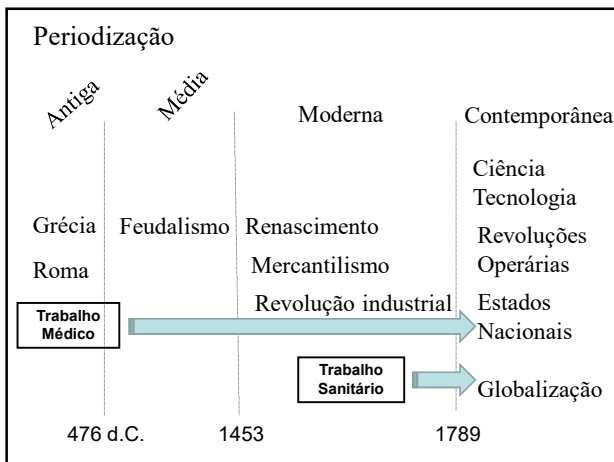 Periodização
Antiga
Média
Moderna
Contemporânea
Ciência
Tecnologia
Grécia
Feudalismo
Renascimento
Revoluções
Operárias
Roma
Mercantilismo
Revolução industrial
Estados
Nacionais
Trabalho
Médico
Trabalho
Sanitário
Globalização
476 d.C.
1453
1789